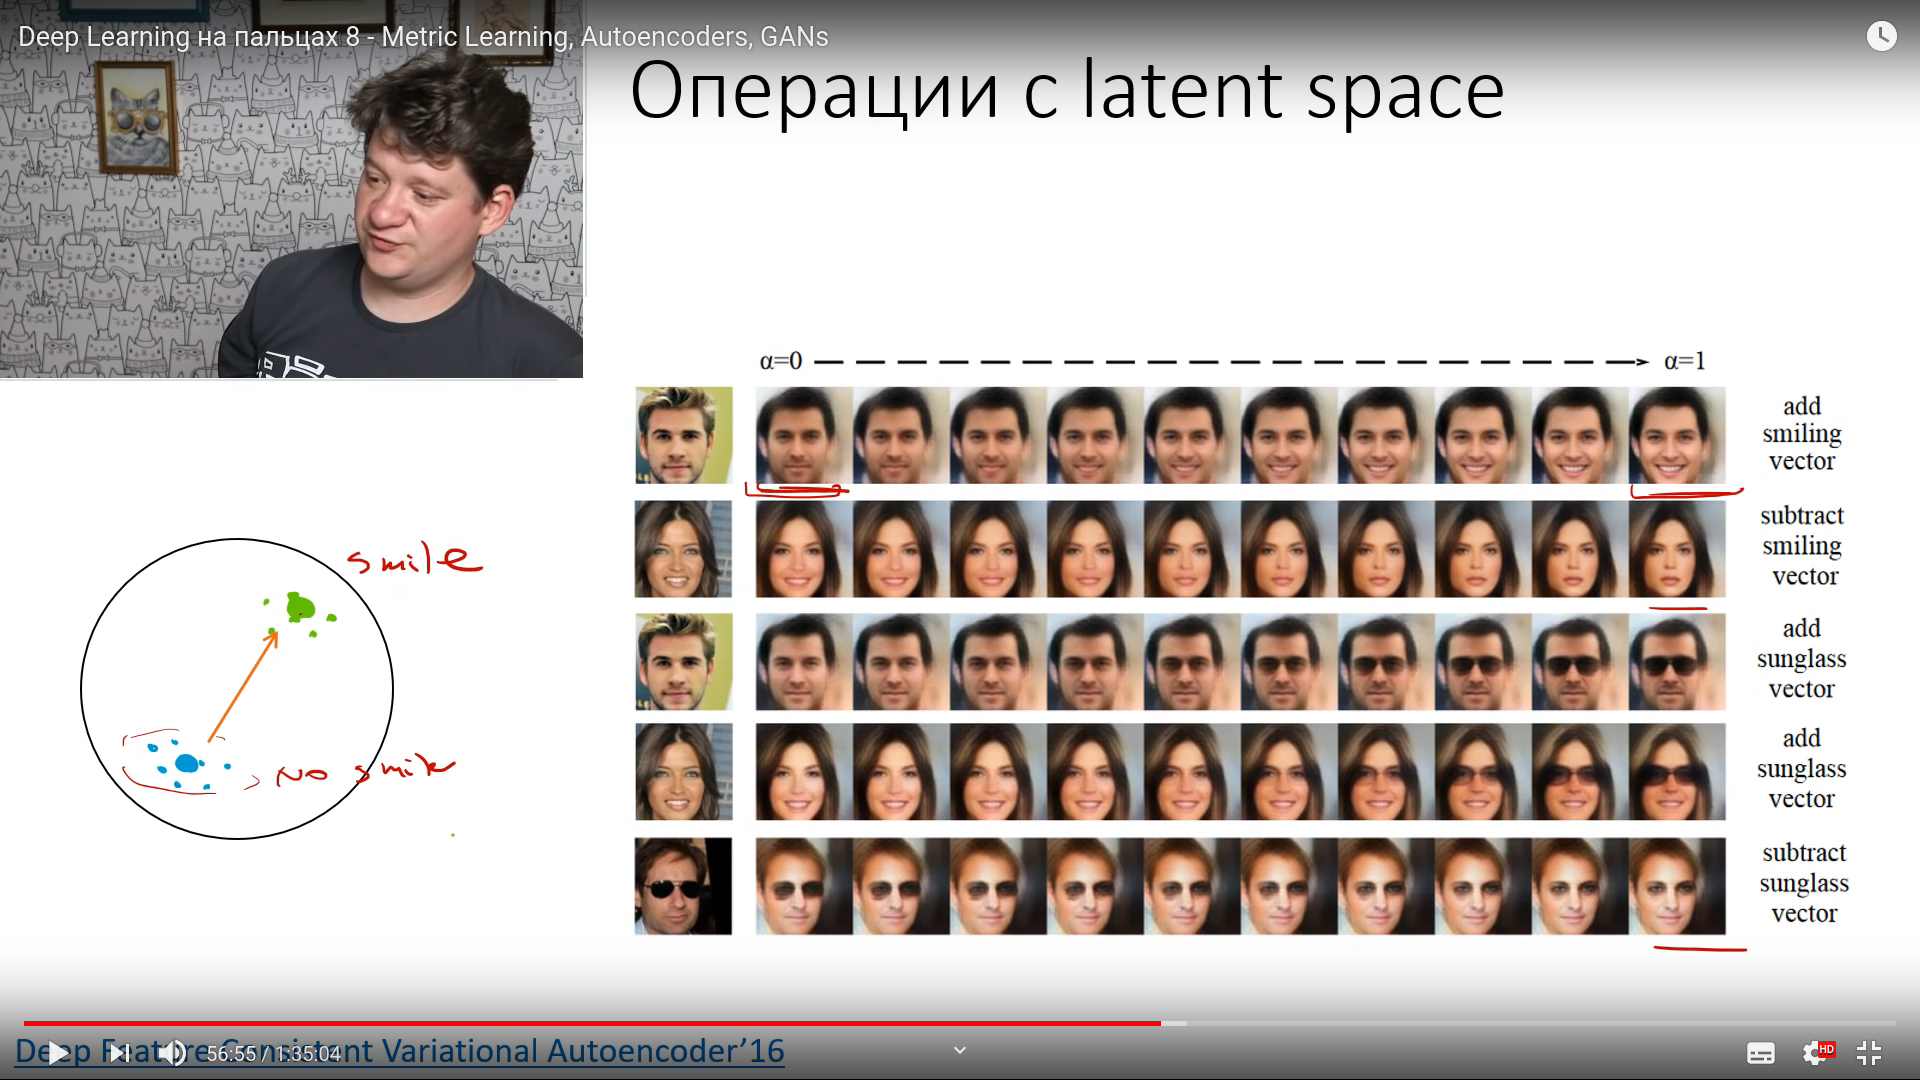 Deep Learning на пальцах 8 - Metric Learning, Autoencoders, GANs
Операции с latent space
α=0
α=1
add
smiling
vector
subtract
smiling
vector
add
sunglass
vector
add
sunglass
vector
subtract
sunglass
vector
smile
No smile
Deep Feature Consistent Variational Autoencoder’16
56:55 / 1:35:04
HD